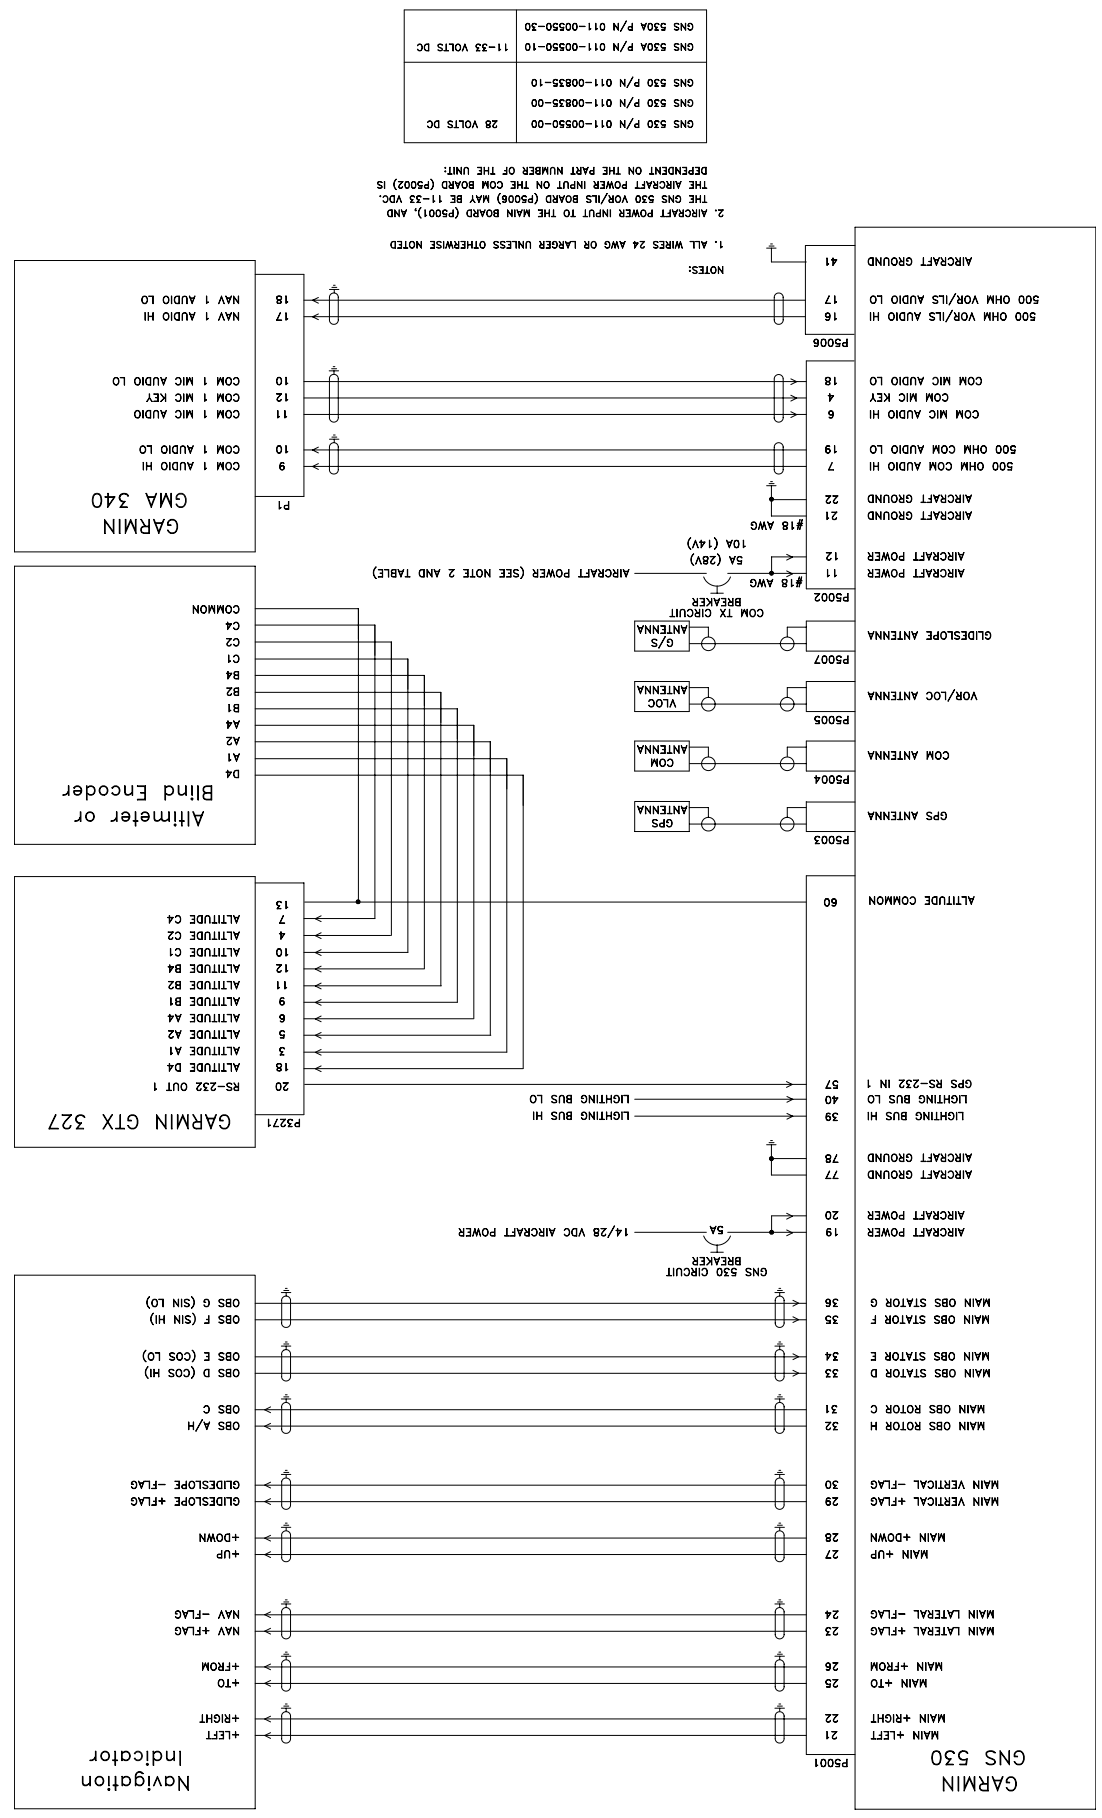 GARMIN
GNS 530
P5001
Navigation
Indicator
MAIN +LEFT 21 +LEFT
MAIN +RIGHT 22 +RIGHT
MAIN +TO 25 +TO
MAIN +FROM 26 +FROM
MAIN LATERAL +FLAG 23 NAV +FLAG
MAIN LATERAL -FLAG 24 NAV -FLAG
MAIN +UP 27 +UP
MAIN +DOWN 28 +DOWN
MAIN VERTICAL +FLAG 29 GLIDESLOPE +FLAG
MAIN VERTICAL -FLAG 30 GLIDESLOPE -FLAG
MAIN OBS ROTOR H 32 OBS A/H
MAIN OBS ROTOR C 31 OBS C
MAIN OBS STATOR D 33 OBS D (COS HI)
MAIN OBS STATOR E 34 OBS E (COS LO)
MAIN OBS STATOR F 35 OBS F (SIN HI)
MAIN OBS STATOR G 36 OBS G (SIN LO)
GNS 530 CIRCUIT
BREAKER
AIRCRAFT POWER 19 5A 14/28 VDC AIRCRAFT POWER
AIRCRAFT POWER 20
AIRCRAFT GROUND 77
AIRCRAFT GROUND 78
LIGHTING BUS HI 39 LIGHTING BUS HI
LIGHTING BUS LO 40 LIGHTING BUS LO
P3271
GARMIN GTX 327
GPS RS-232 IN 1 57 20 RS-232 OUT 1
18 ALTITUDE D4
3 ALTITUDE A1
5 ALTITUDE A2
6 ALTITUDE A4
9 ALTITUDE B1
11 ALTITUDE B2
12 ALTITUDE B4
10 ALTITUDE C1
4 ALTITUDE C2
7 ALTITUDE C4
ALTITUDE COMMON 60 13
P5003
GPS ANTENNA
GPS
ANTENNA
P5004
COM ANTENNA
COM
ANTENNA
P5005
VOR/LOC ANTENNA
VLOC
ANTENNA
P5007
GLIDESLOPE ANTENNA
G/S
ANTENNA
Altimeter or
Blind Encoder
D4
A1
A2
A4
B1
B2
B4
C1
C2
C4
COMMON
P5002
COM TX CIRCUIT
BREAKER
AIRCRAFT POWER 11 #18 AWG AIRCRAFT POWER (SEE NOTE 2 AND TABLE)
5A (28V)
10A (14V)
AIRCRAFT POWER 12
AIRCRAFT GROUND 21 #18 AWG
AIRCRAFT GROUND 22
P1
GARMIN
GMA 340
500 OHM COM AUDIO HI 7 9 COM 1 AUDIO HI
500 OHM COM AUDIO LO 19 10 COM 1 AUDIO LO
COM MIC AUDIO HI 6 11 COM 1 MIC AUDIO
COM MIC KEY 4 12 COM 1 MIC KEY
COM MIC AUDIO LO 18 10 COM 1 MIC AUDIO LO
P5006
500 OHM VOR/ILS AUDIO HI 16 17 NAV 1 AUDIO HI
500 OHM VOR/ILS AUDIO LO 17 18 NAV 1 AUDIO LO
AIRCRAFT GROUND 41
NOTES:
1. ALL WIRES 24 AWG OR LARGER UNLESS OTHERWISE NOTED
2. AIRCRAFT POWER INPUT TO THE MAIN BOARD (P5001), AND
THE GNS 530 VOR/ILS BOARD (P5006) MAY BE 11-33 VDC.
THE AIRCRAFT POWER INPUT ON THE COM BOARD (P5002) IS
DEPENDENT ON THE PART NUMBER OF THE UNIT:
GNS 530 P/N 011-00550-00 28 VOLTS DC
GNS 530 P/N 011-00835-00
GNS 530 P/N 011-00835-10
GNS 530A P/N 011-00550-10 11-33 VOLTS DC
GNS 530A P/N 011-00550-30